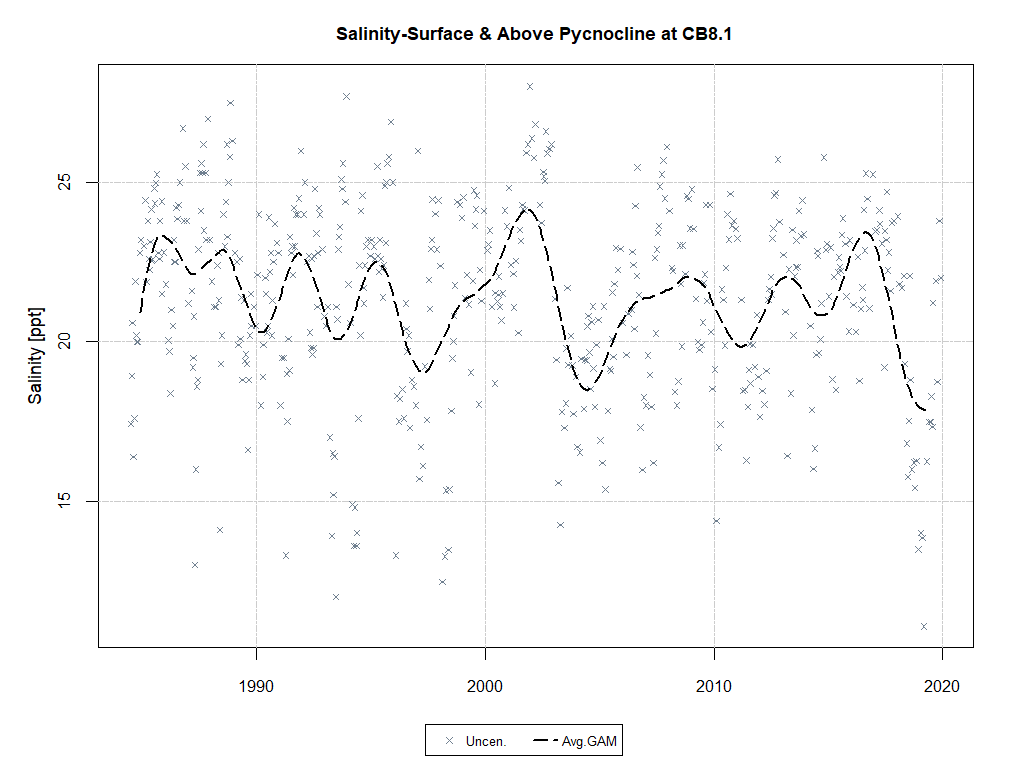 Salinity-Surface & Above Pycnocline at CB8.1
Salinity [ppt]
25
20
15
1990
2000
2010
2020
Uncen.
Avg.GAM